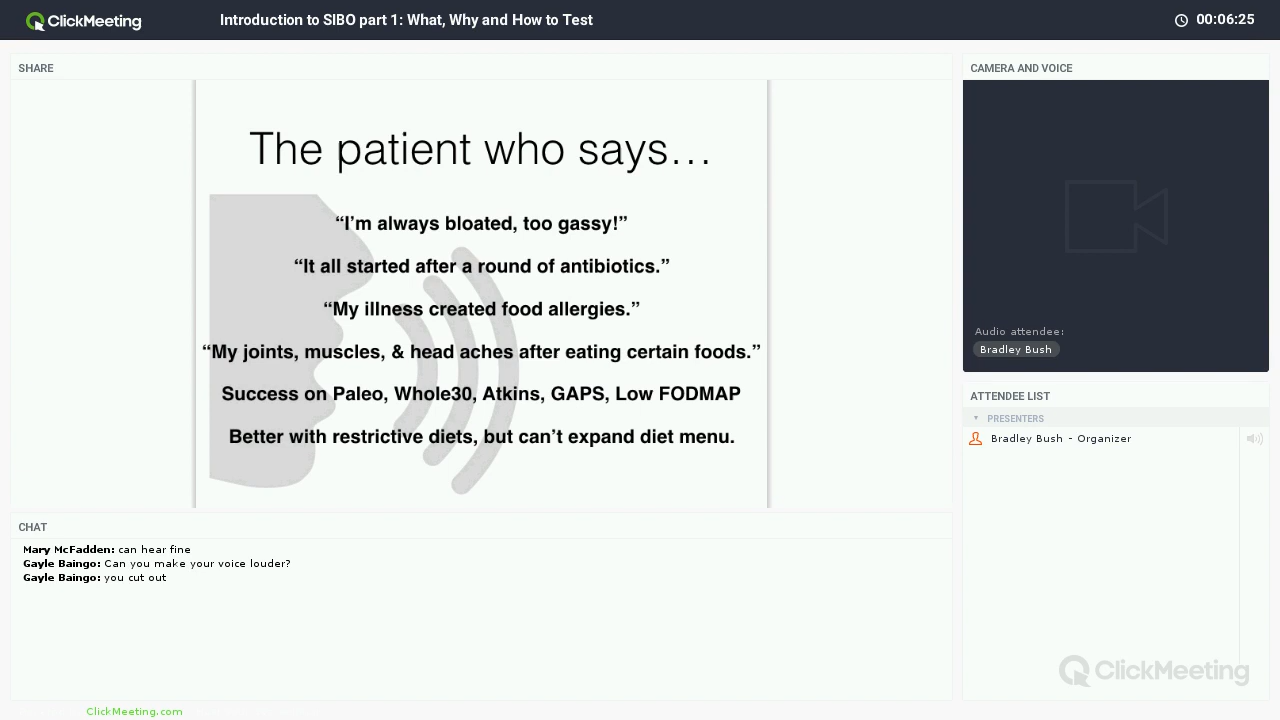 ClickMeeting
Introduction to SIBO part 1: What, Why and How to Test
00:06:25
SHARE
The patient who says…
“I’m always bloated, too gassy!”
“It all started after a round of antibiotics.”
“My illness created food allergies.”
“My joints, muscles, & head aches after eating certain foods.”
Success on Paleo, Whole30, Atkins, GAPS, Low FODMAP
Better with restrictive diets, but can’t expand diet menu.
CAMERA AND VOICE
Audio attendee:
Bradley Bush
ATTENDEE LIST
PRESENTERS
Bradley Bush - Organizer
CHAT
Mary McFadden: can hear fine
Gayle Baingo: Can you make your voice louder?
Gayle Baingo: you cut out
ClickMeeting
ClickMeeting.com